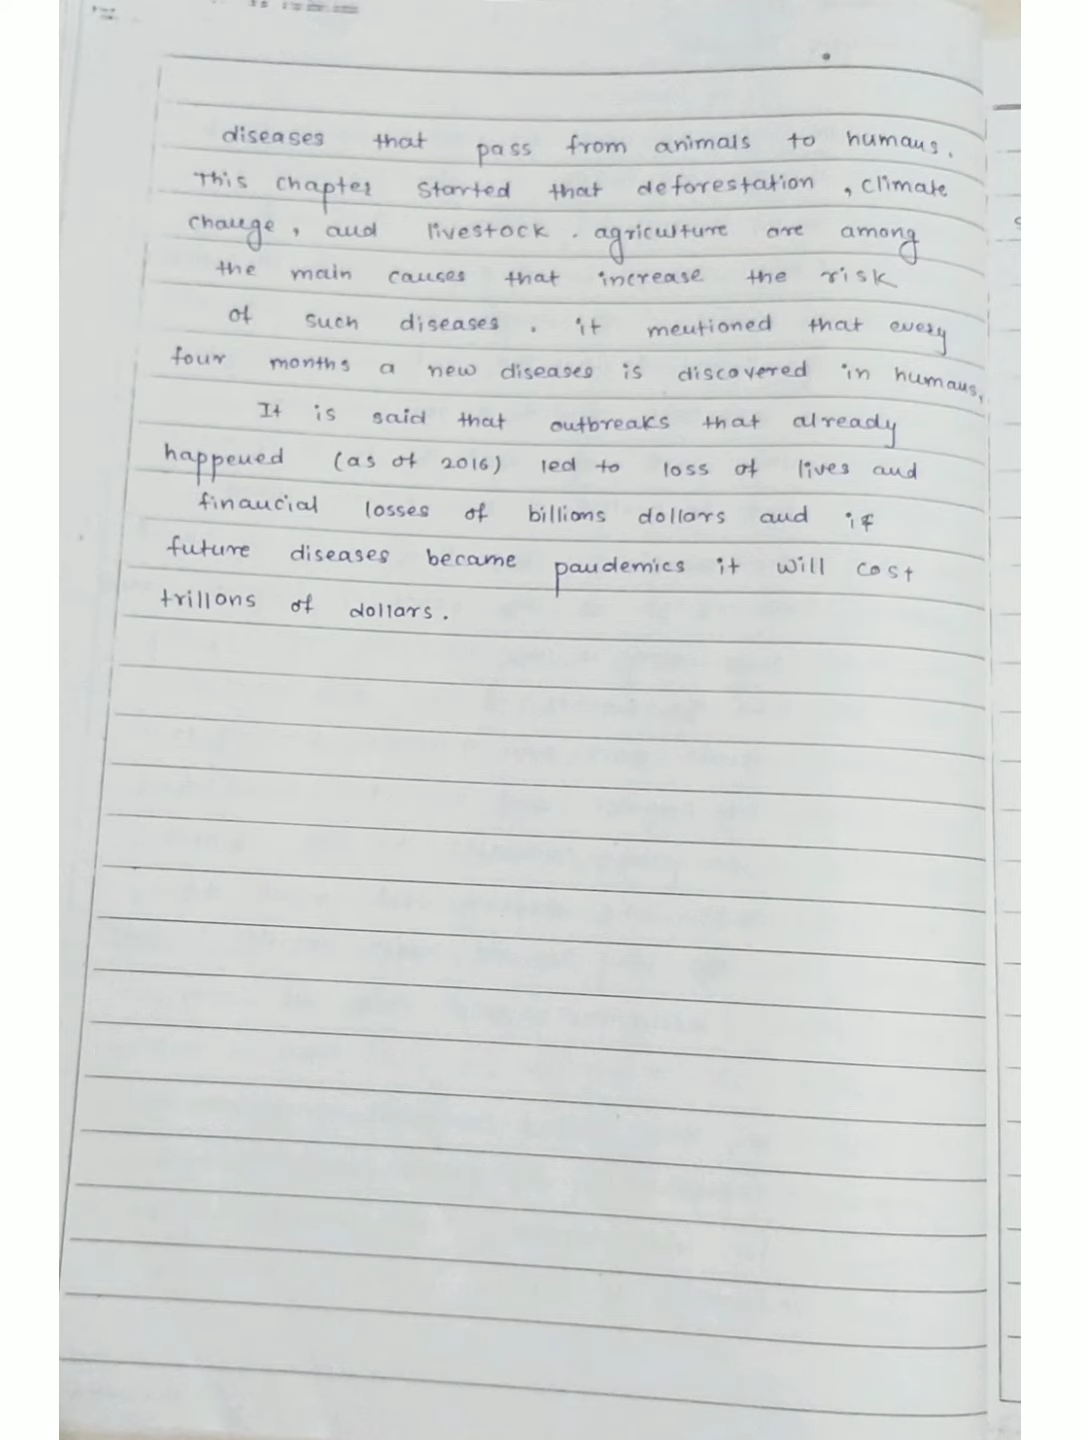 diseases that pass from animals to humans.
This chapter started that deforestation, climate
change, and livestock. agriculture are among
the main causes that increase the risk
of such diseases. it mentioned that every
four months a new diseases is discovered in humans.
It is said that outbreaks that already
happened (as of 2016) led to loss of lives and
financial losses of billions dollars and if
future diseases became pandemics it will cost
trillons of dollars.